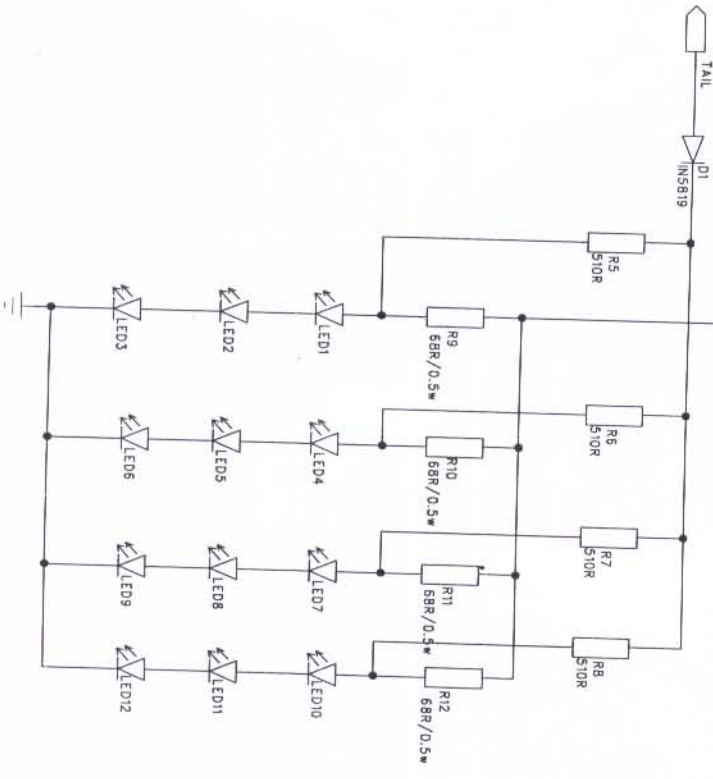 TAIL
D1
IN5819
R5
510R
R6
510R
R7
510R
R8
510R
R9
68R/0.5w
R10
68R/0.5w
R11
68R/0.5w
R12
68R/0.5w
LED1
LED4
LED7
LED10
LED2
LED5
LED8
LED11
LED3
LED6
LED9
LED12